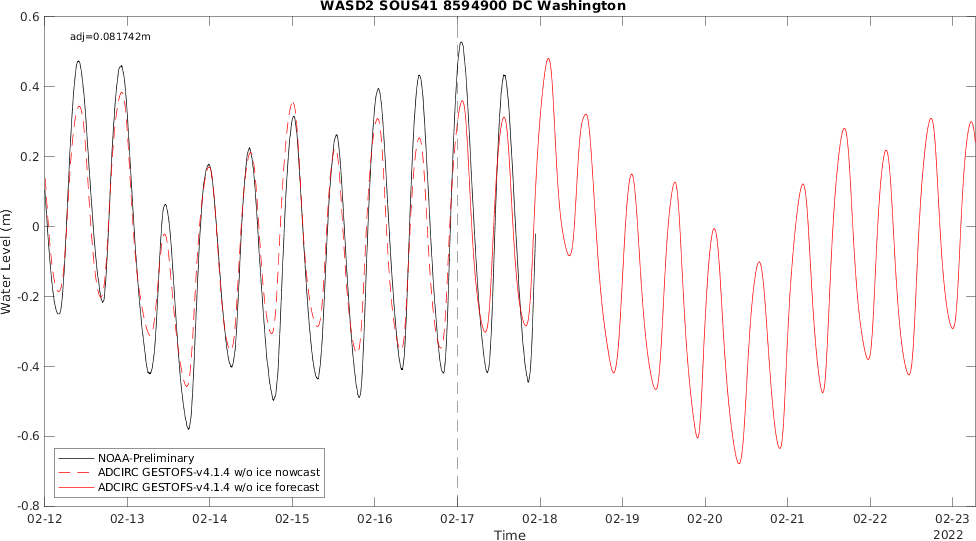 WASD2 SOUS41 8594900 DC Washington
adj=0.081742m
Water Level (m)
0.6
0.4
0.2
0
-0.2
-0.4
-0.6
-0.8
NOAA-Preliminary
ADCIRC GESTOFS-v4.1.4 w/o ice nowcast
ADCIRC GESTOFS-v4.1.4 w/o ice forecast
02-12 02-13 02-14 02-15 02-16 02-17 02-18 02-19 02-20 02-21 02-22 02-23
Time
2022